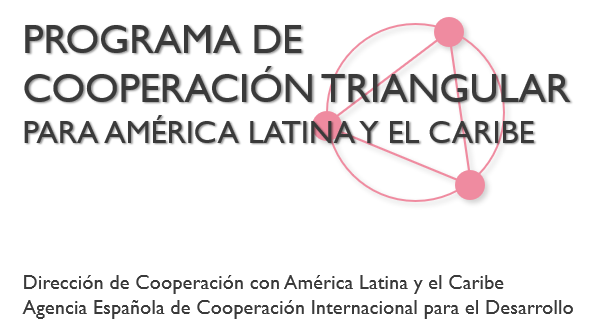 PROGRAMA DE
COOPERACIÓN TRIANGULAR
PARA AMÉRICA LATINA Y EL CARIBE
Dirección de Cooperación con América Latina y el Caribe
Agencia Española de Cooperación Internacional para el Desarrollo